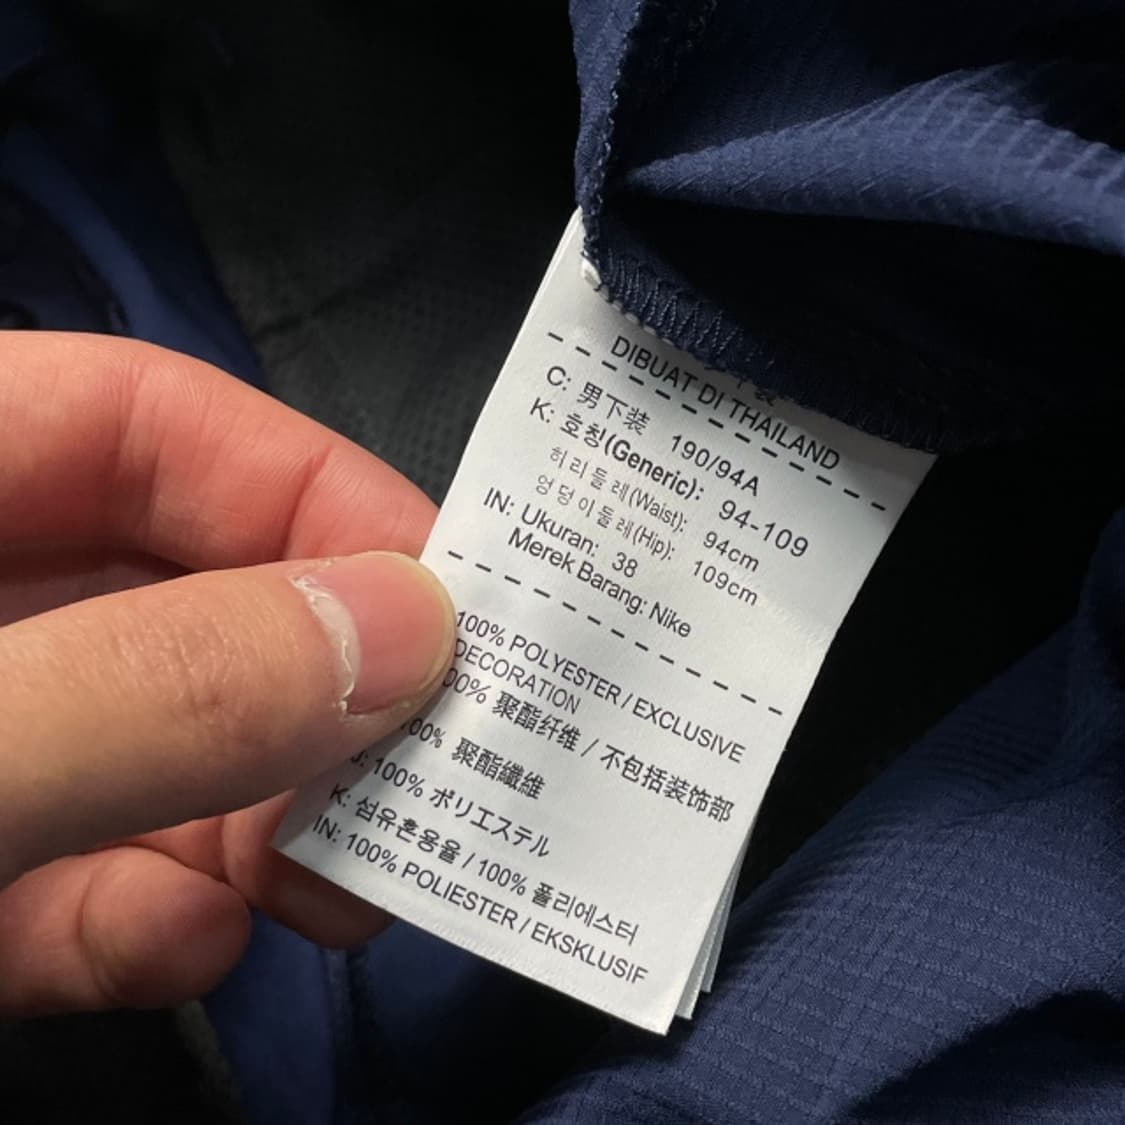 DIBUAT DI THAILAND
C: 男下装 190/94A
K: 호칭(Generic): 94-109
허리둘레(Waist): 94cm
엉덩이둘레(Hip): 109cm
IN: Ukuran: 38
Merek Barang: Nike
100% POLYESTER / EXCLUSIVE
DECORATION
00% 聚酯纤维 / 不包括装饰部
100% 聚酯纖維
J: 100% ポリエステル
K: 섬유혼용율 / 100% 폴리에스터
IN: 100% POLIESTER / EKSKLUSIF